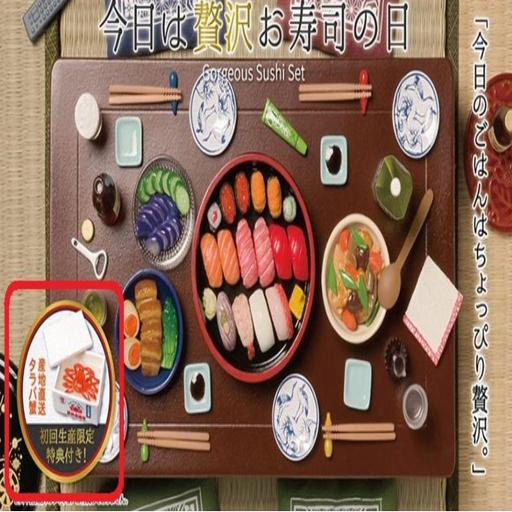 今日は贅沢お寿司の日
Gorgeous Sushi Set
「今日のごはんはちょっぴり贅沢。」
産地直送
タラバ蟹
初回生産限定
特典付き!